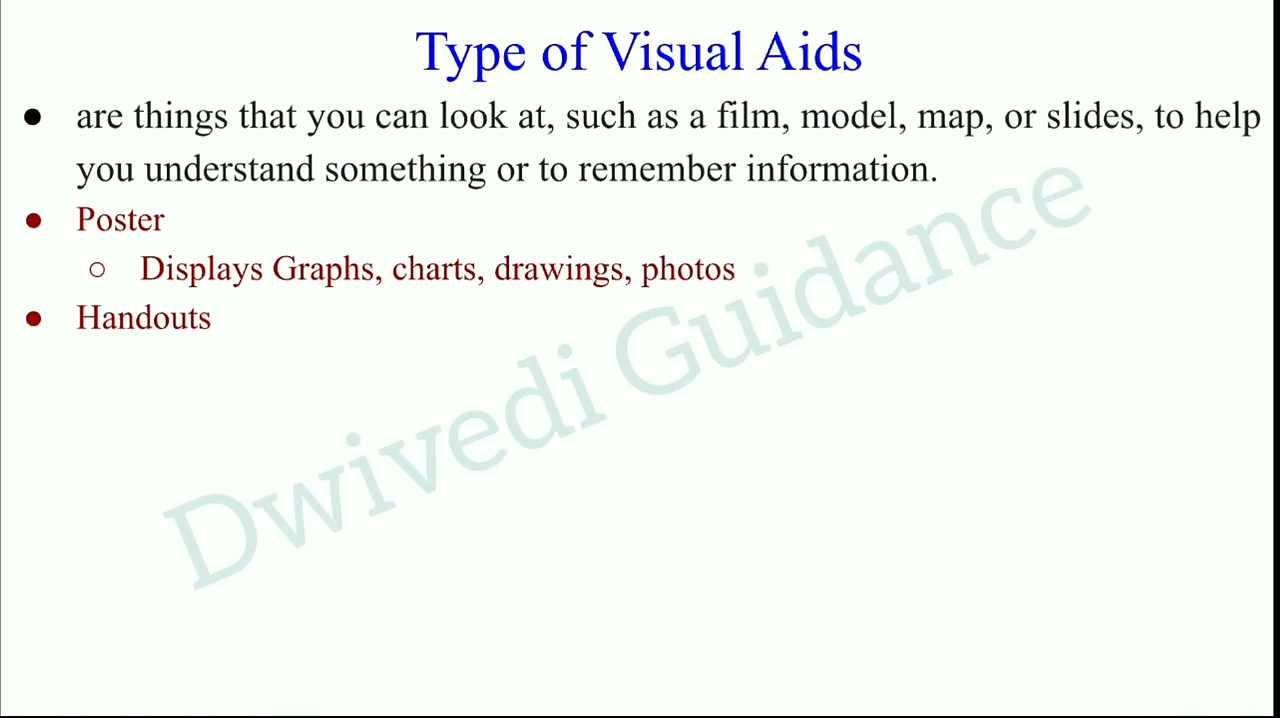 Type of Visual Aids
● are things that you can look at, such as a film, model, map, or slides, to help
you understand something or to remember information.
● Poster
○ Displays Graphs, charts, drawings, photos
● Handouts
Dwivedi Guidance